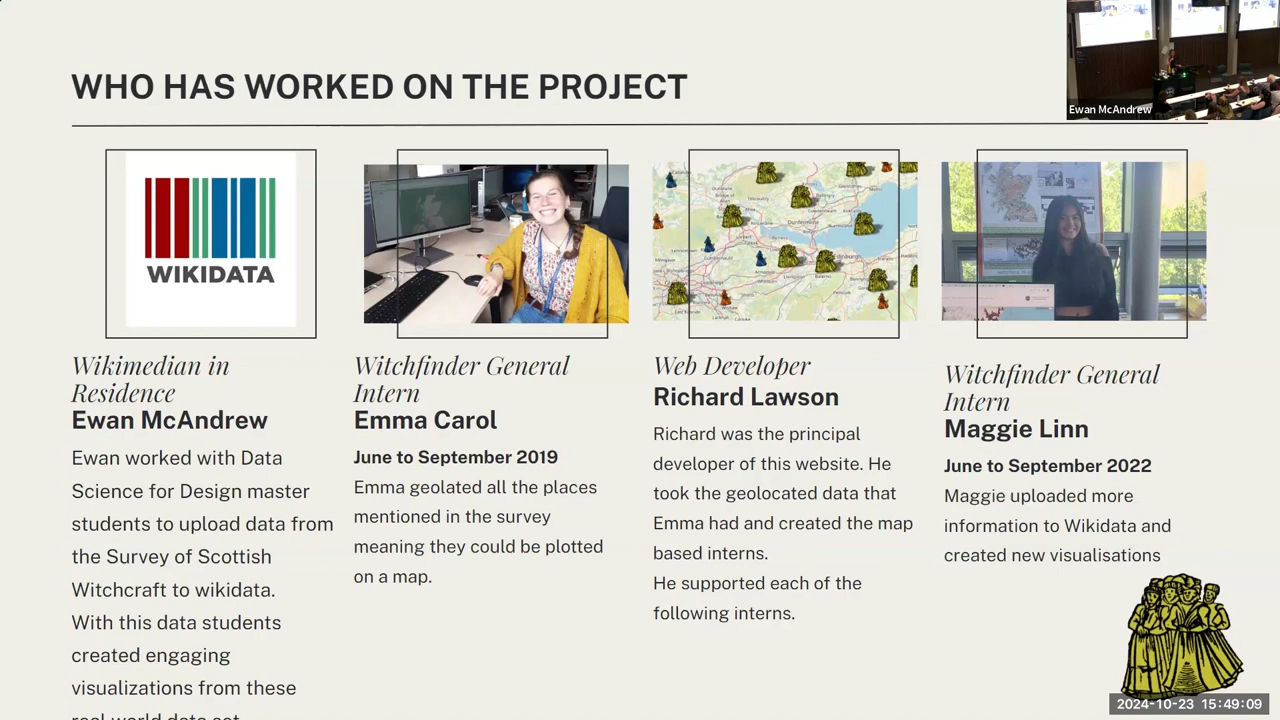 WHO HAS WORKED ON THE PROJECT
Ewan McAndrew
WIKIDATA
Wikimedian in
Residence
Ewan McAndrew
Ewan worked with Data
Science for Design master
students to upload data from
the Survey of Scottish
Witchcraft to wikidata.
With this data students
created engaging
visualizations from these
real world data set
Witchfinder General
Intern
Emma Carol
June to September 2019
Emma geolated all the places
mentioned in the survey
meaning they could be plotted
on a map.
Web Developer
Richard Lawson
Richard was the principal
developer of this website. He
took the geolocated data that
Emma had and created the map
based interns.
He supported each of the
following interns.
Witchfinder General
Intern
Maggie Linn
June to September 2022
Maggie uploaded more
information to Wikidata and
created new visualisations
2024-10-23 15:49:09